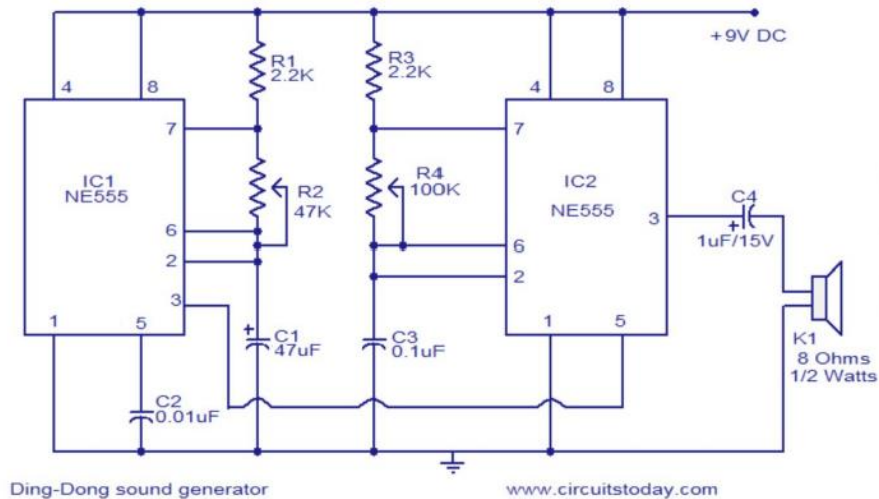 +9V DC
R1
2.2K
R3
2.2K
4
8
4
8
7
7
IC1
NE555
R2
47K
R4
100K
IC2
NE555
C4
1uF/15V
+
3
6
6
2
2
3
1
5
1
5
+
C1
47uF
C3
0.1uF
C2
0.01uF
K1
8 Ohms
1/2 Watts
Ding-Dong sound generator
www.circuitstoday.com